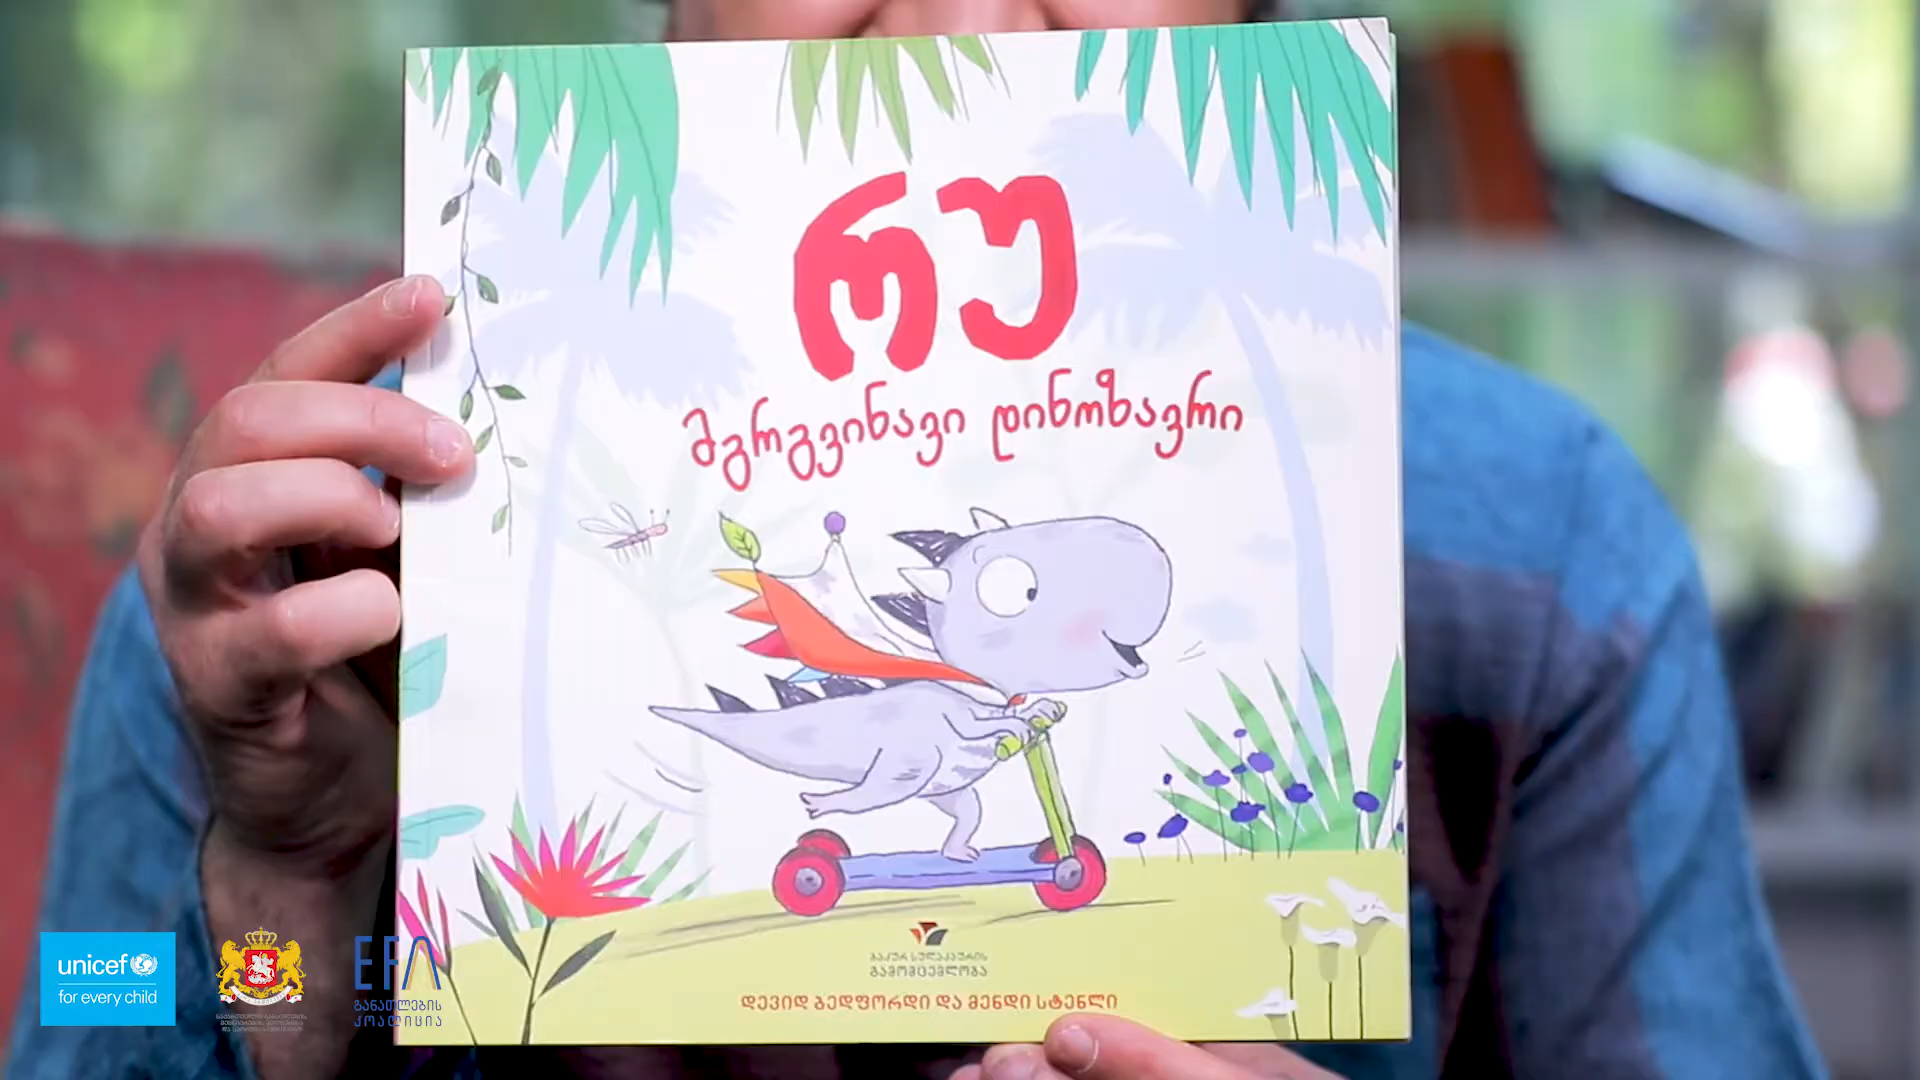 რუ
მგრგვინავი დინოზავრი
ბაკურ სულაკაურის
გამომცემლობა
დევიდ ბედფორდი და მენდი სტენლი
unicef
for every child
EFA
განათლების
კოალიცია